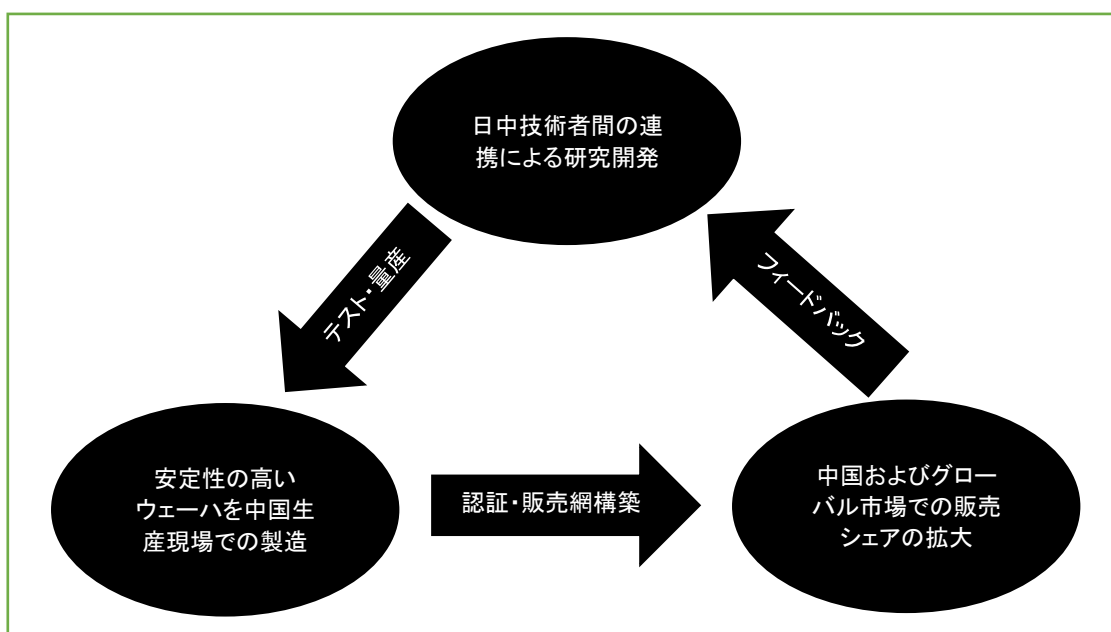 日中技術者間の連
携による研究開発
テスト・量産
フィードバック
安定性の高い
ウェーハを中国生
産現場での製造
認証・販売網構築
中国およびグロー
バル市場での販売
シェアの拡大